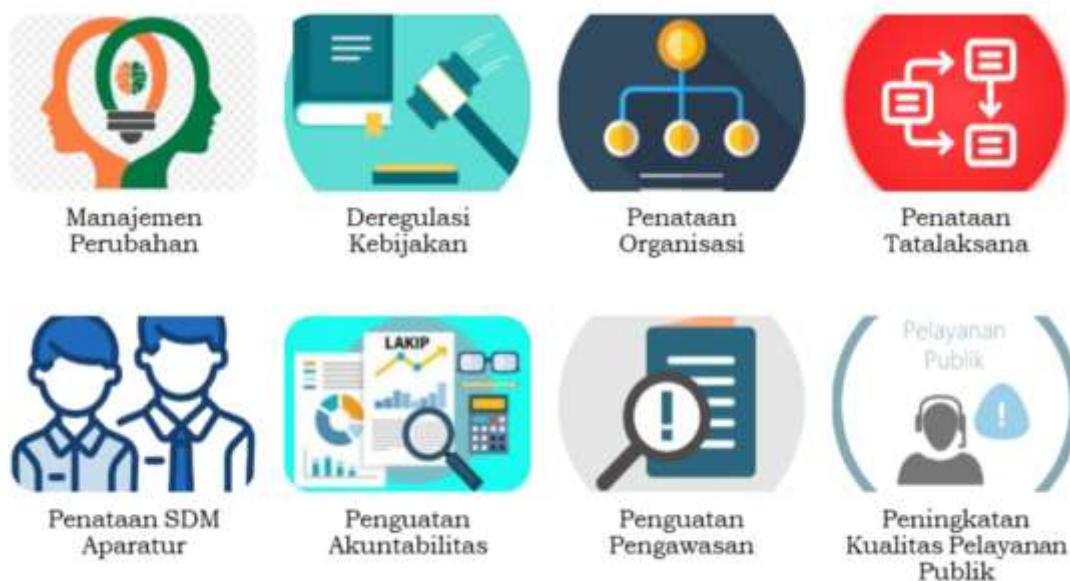 Manajemen
Perubahan
Deregulasi
Kebijakan
Penataan
Organisasi
Penataan
Tatalaksana
LAKIP
Pelayanan
Publik
Penataan SDM
Aparatur
Penguatan
Akuntabilitas
Penguatan
Pengawasan
Peningkatan
Kualitas Pelayanan
Publik